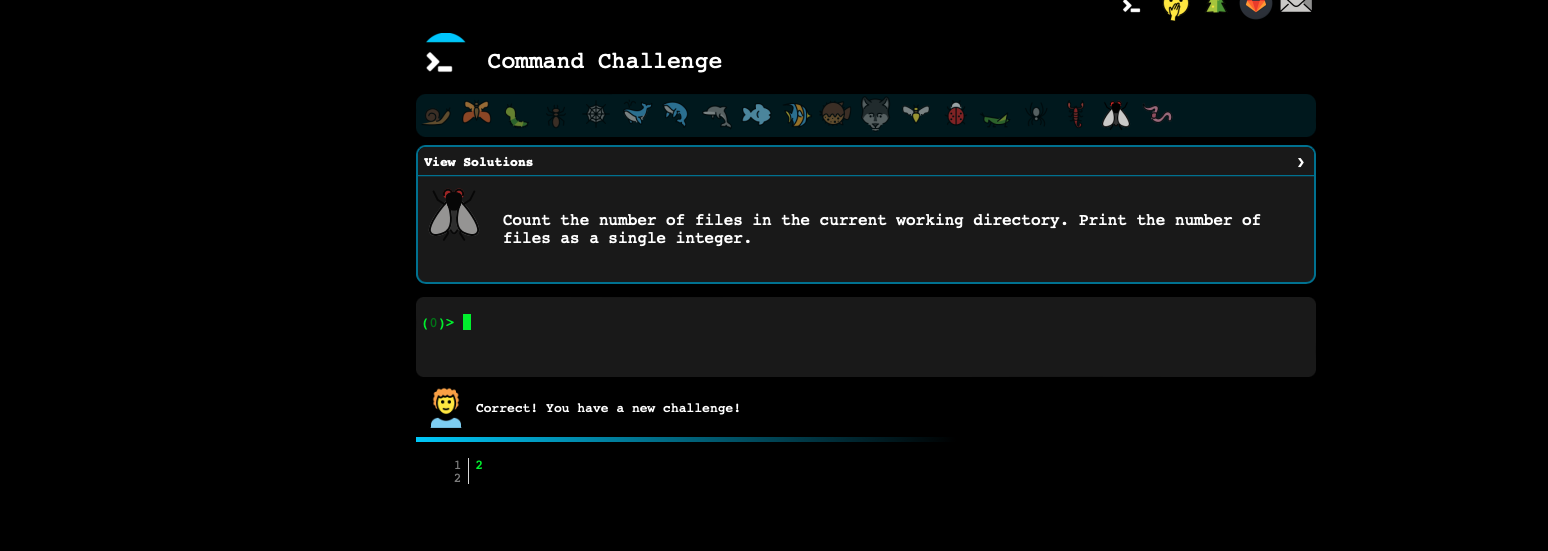 Command Challenge
View Solutions ❯
Count the number of files in the current working directory. Print the number of
files as a single integer.
(0)>
Correct! You have a new challenge!
1 2
2